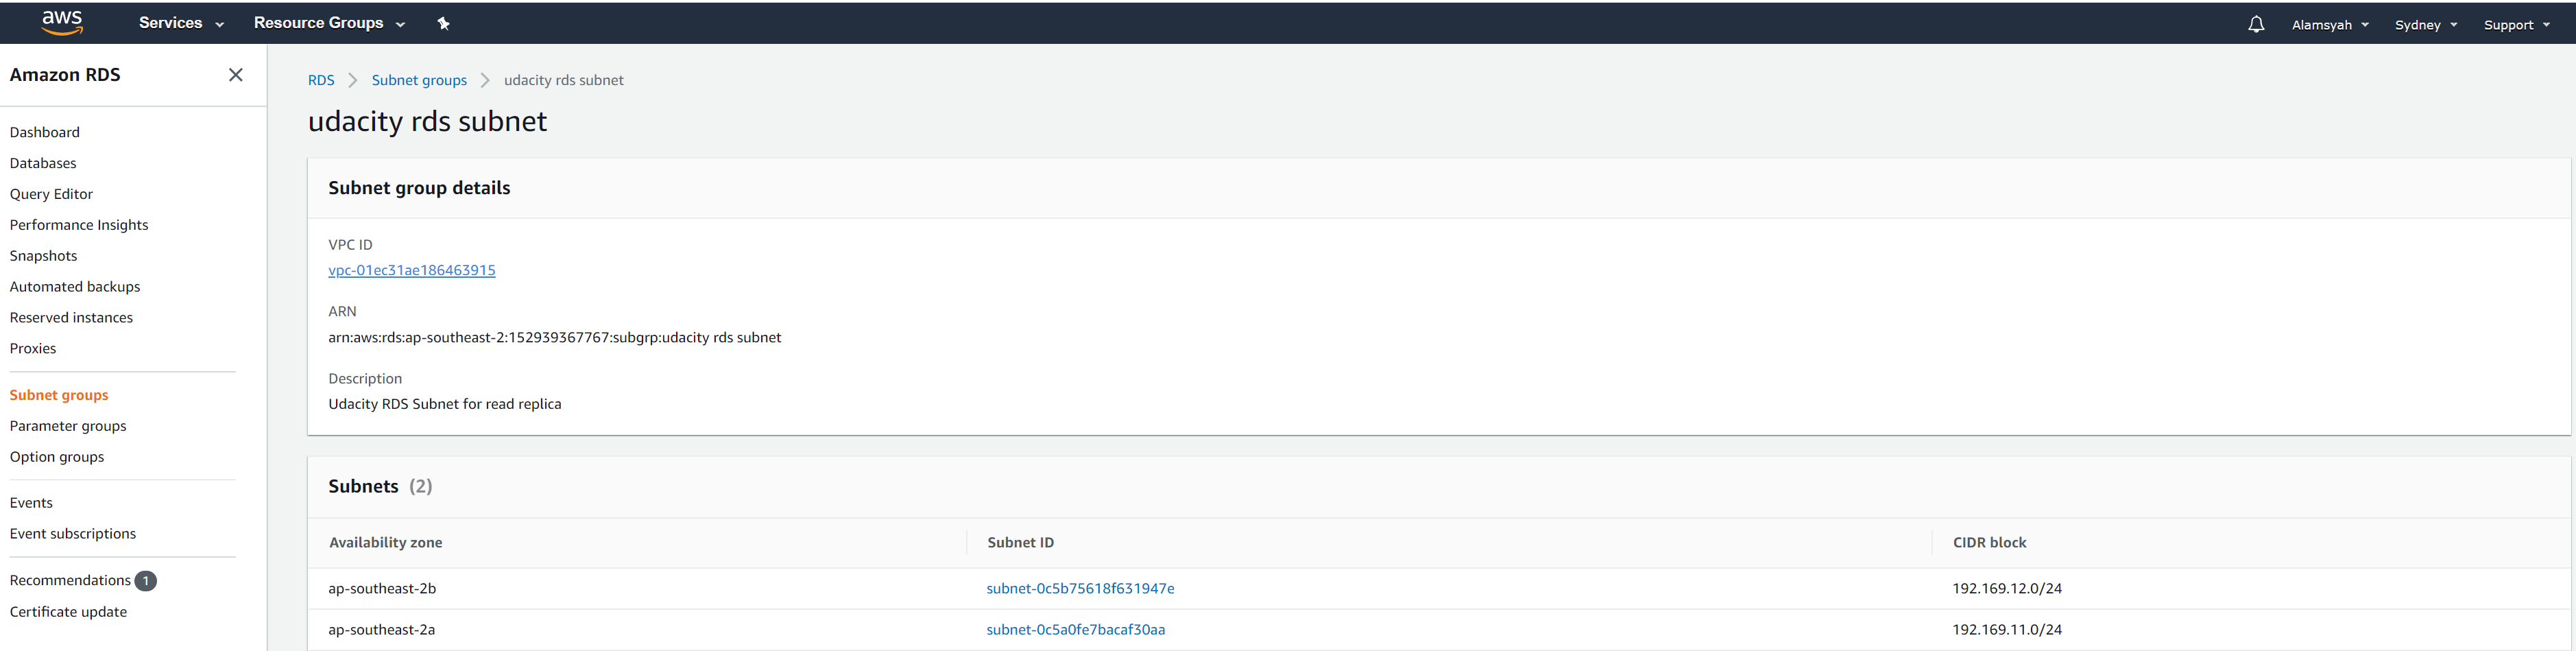 aws Services Resource Groups Alamsyah Sydney Support
Amazon RDS
Dashboard
Databases
Query Editor
Performance Insights
Snapshots
Automated backups
Reserved instances
Proxies
Subnet groups
Parameter groups
Option groups
Events
Event subscriptions
Recommendations 1
Certificate update
RDS Subnet groups udacity rds subnet
udacity rds subnet
Subnet group details
VPC ID
vpc-01ec31ae186463915
ARN
arn:aws:rds:ap-southeast-2:152939367767:subgrp:udacity rds subnet
Description
Udacity RDS Subnet for read replica
Subnets (2)
Availability zone Subnet ID CIDR block
ap-southeast-2b subnet-0c5b75618f631947e 192.169.12.0/24
ap-southeast-2a subnet-0c5a0fe7bacaf30aa 192.169.11.0/24